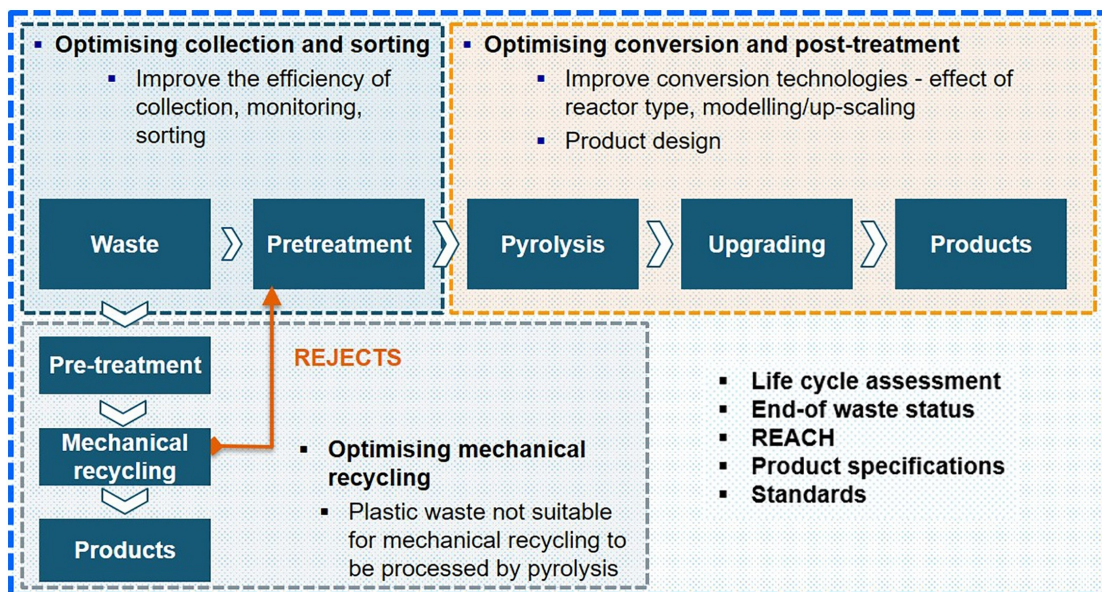 ▪ Optimising collection and sorting
▪ Improve the efficiency of
collection, monitoring,
sorting
▪ Optimising conversion and post-treatment
▪ Improve conversion technologies - effect of
reactor type, modelling/up-scaling
▪ Product design
Waste
Pretreatment
Pyrolysis
Upgrading
Products
Pre-treatment
REJECTS
Mechanical
recycling
Products
▪ Optimising mechanical
recycling
▪ Plastic waste not suitable
for mechanical recycling to
be processed by pyrolysis
▪ Life cycle assessment
▪ End-of waste status
▪ REACH
▪ Product specifications
▪ Standards